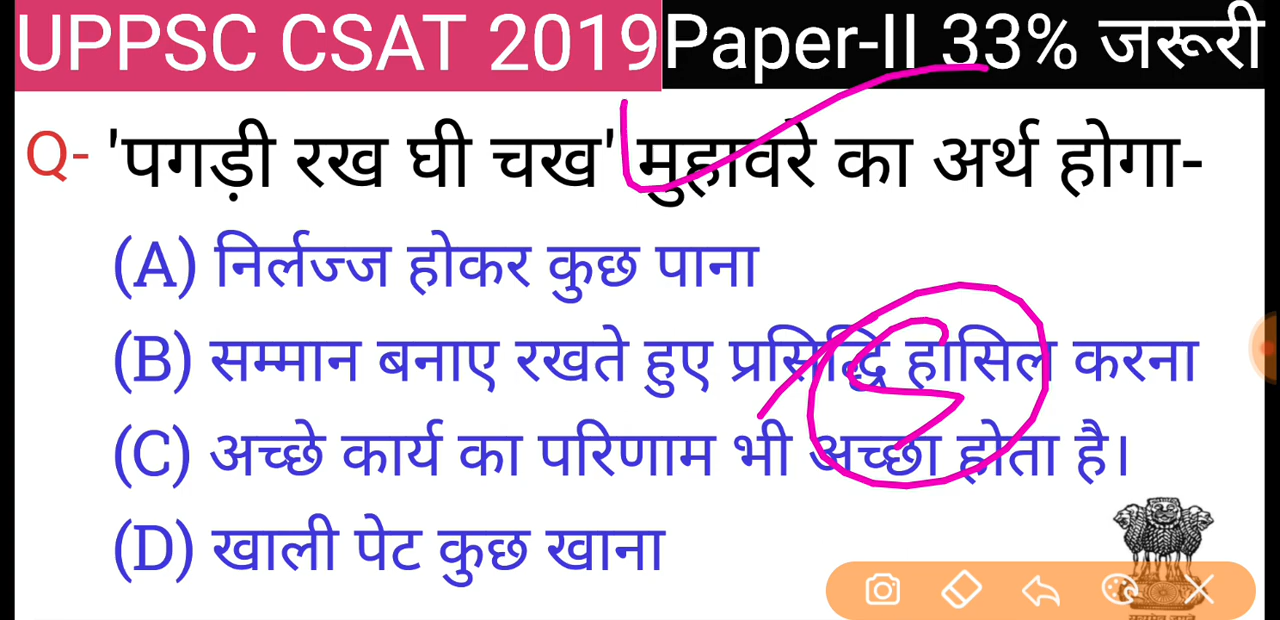 UPPSC CSAT 2019 Paper-II 33% जरूरी
Q- 'पगड़ी रख घी चख' मुहावरे का अर्थ होगा-
(A) निर्लज्ज होकर कुछ पाना
(B) सम्मान बनाए रखते हुए प्रसिद्धि हासिल करना
(C) अच्छे कार्य का परिणाम भी अच्छा होता है।
(D) खाली पेट कुछ खाना